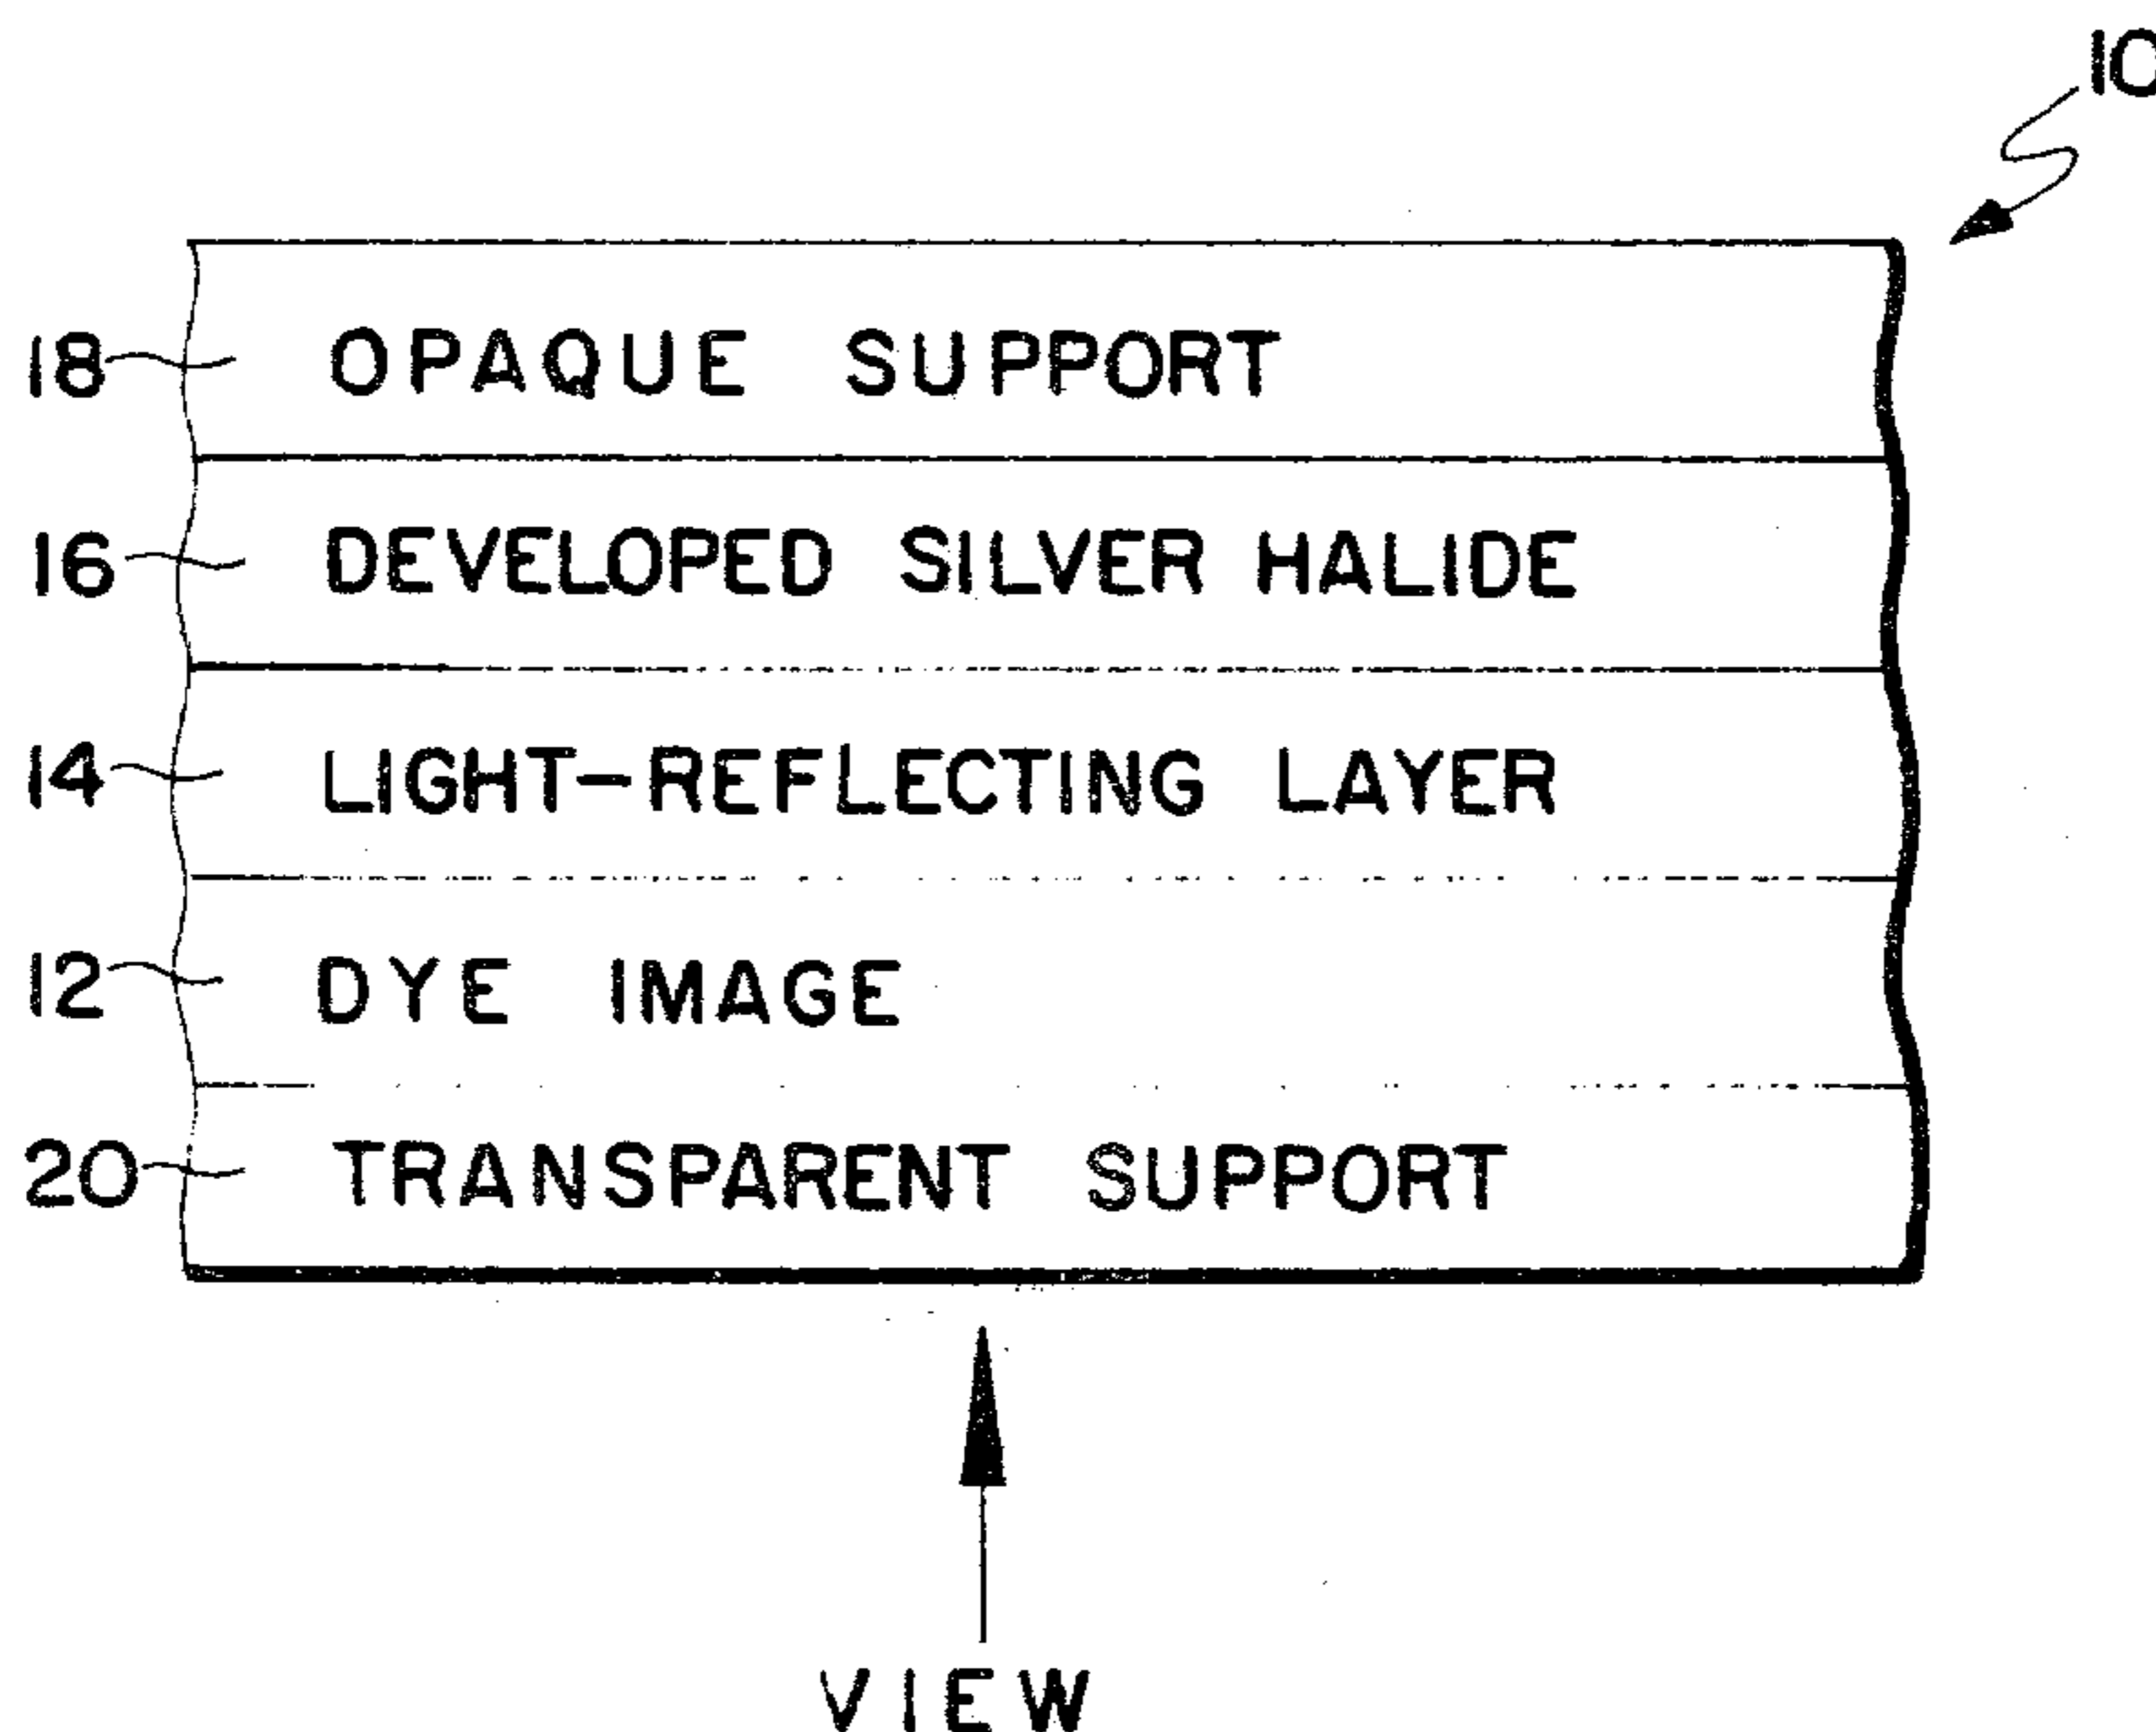 10
18 OPAQUE SUPPORT
16 DEVELOPED SILVER HALIDE
14 LIGHT-REFLECTING LAYER
12 DYE IMAGE
20 TRANSPARENT SUPPORT
VIEW